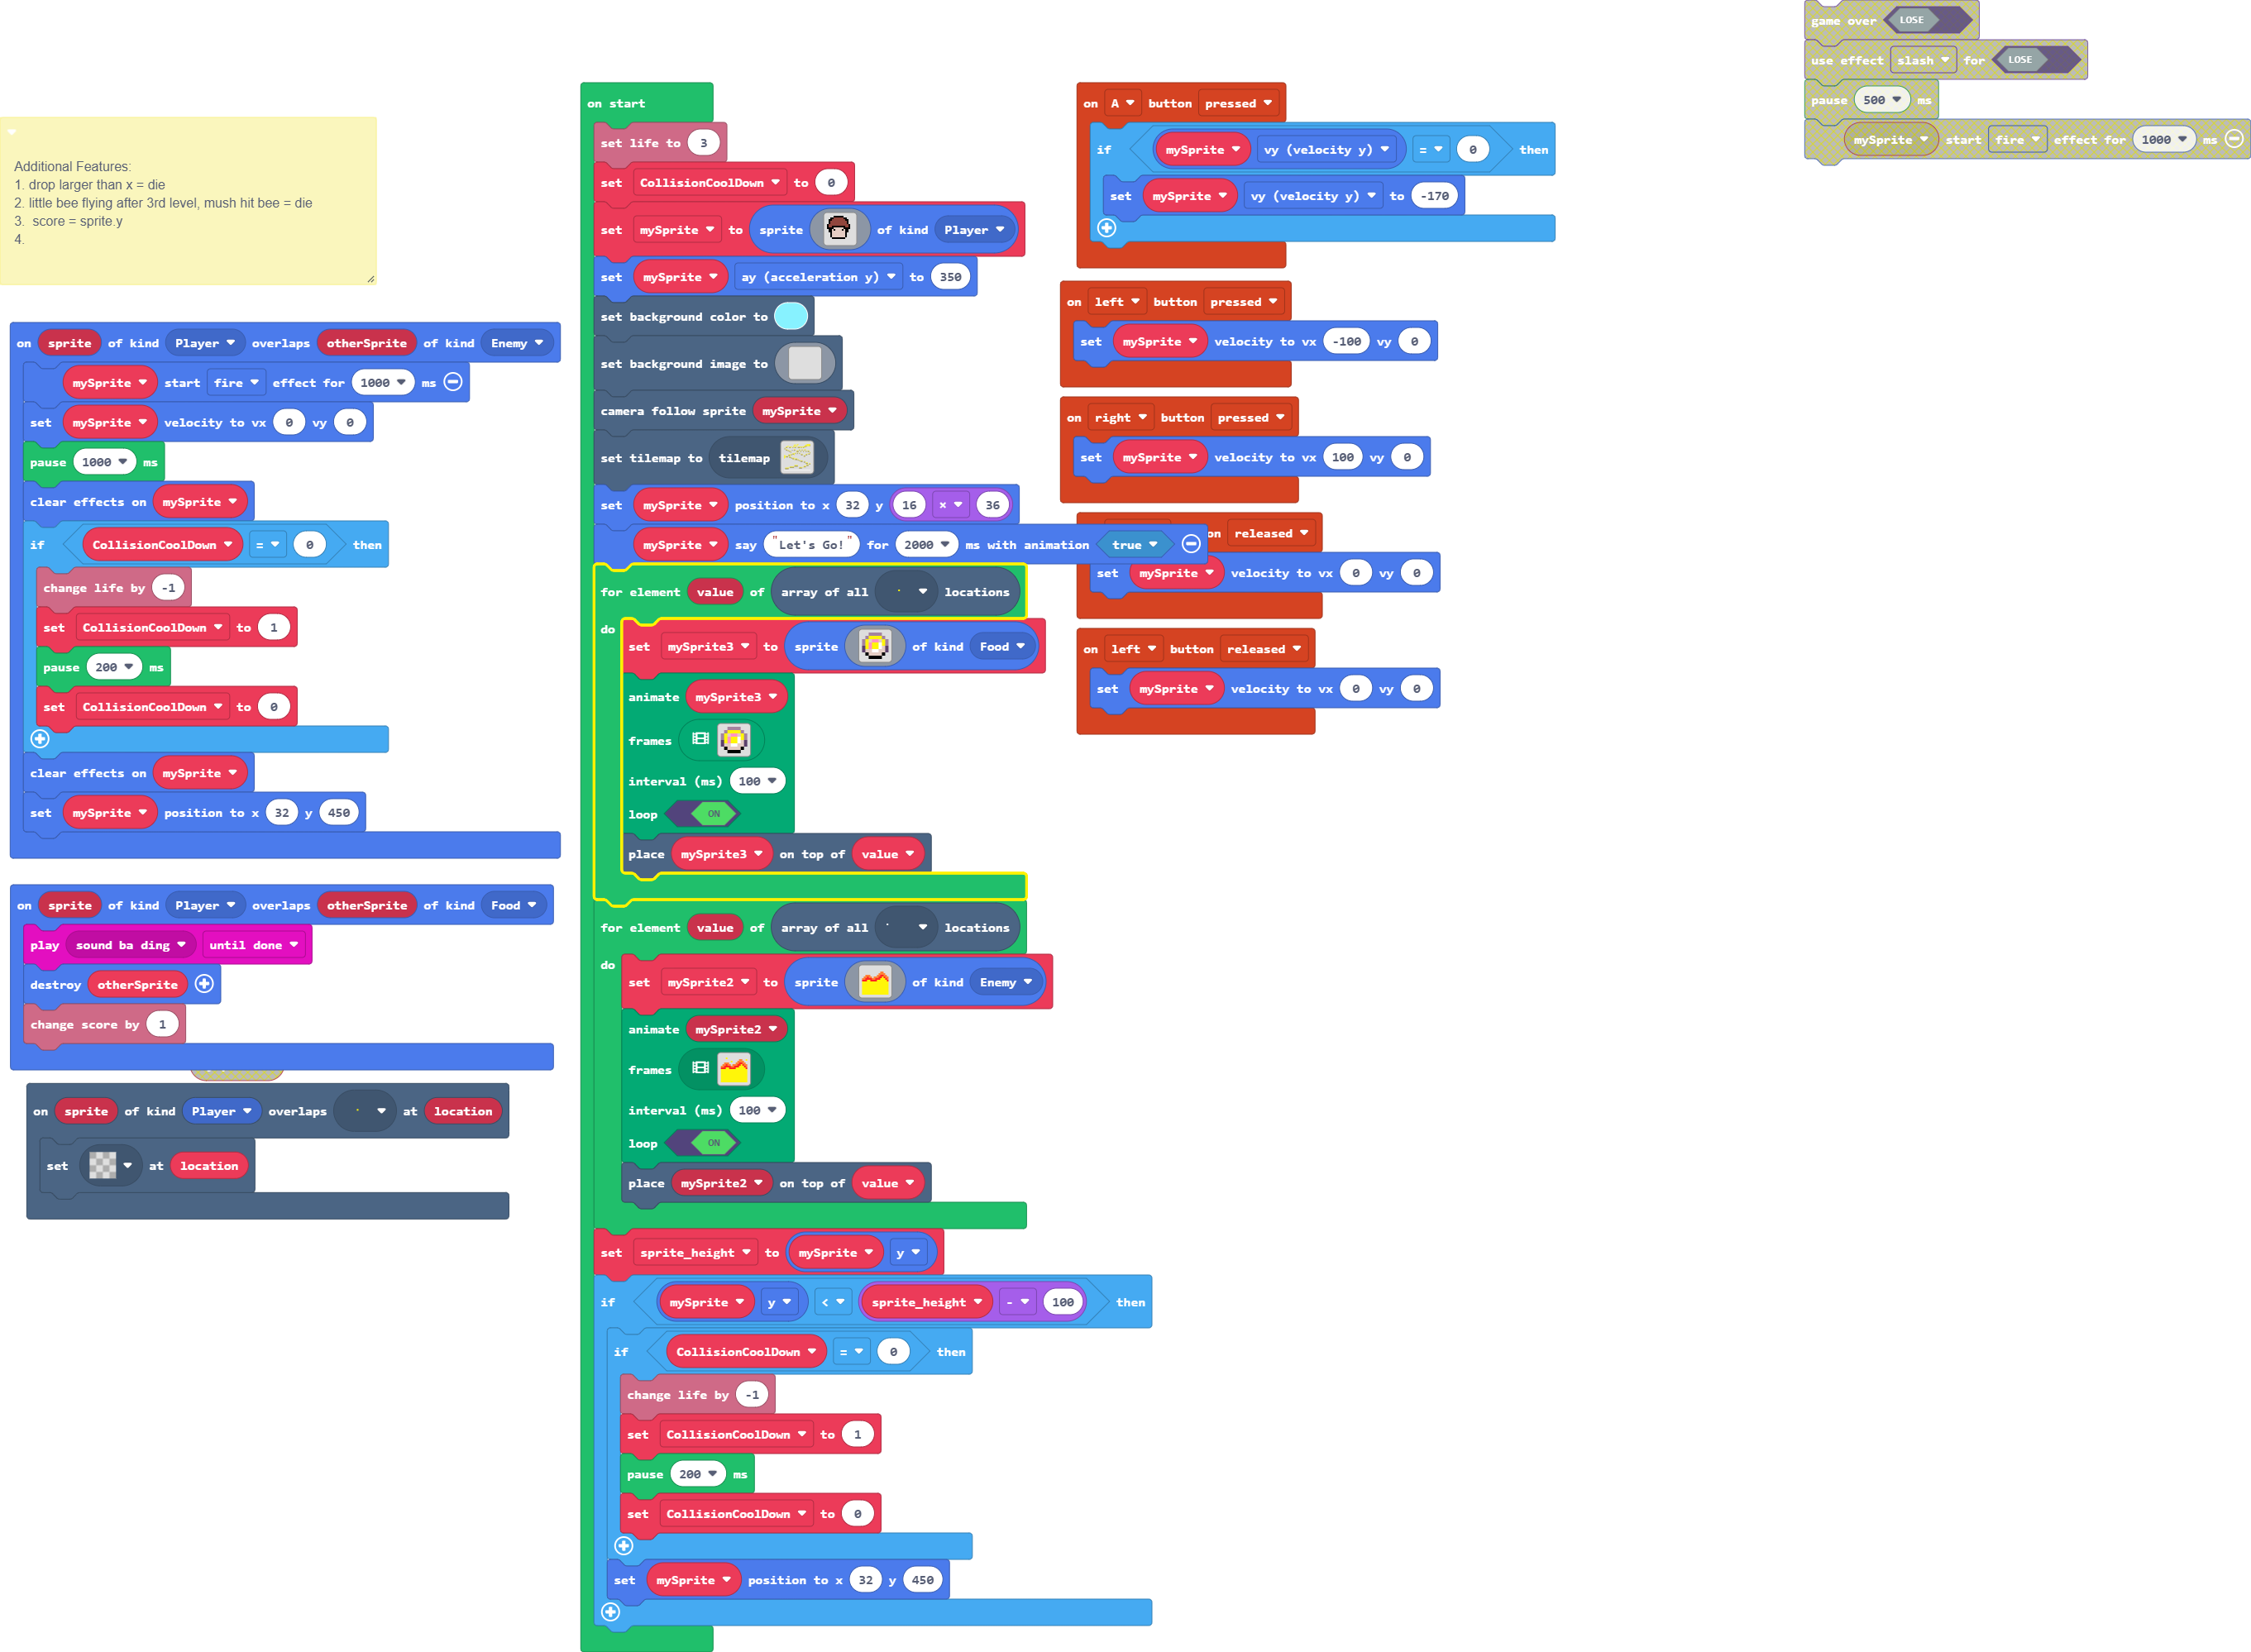 Additional Features:
1. drop larger than x = die
2. little bee flying after 3rd level, mush hit bee = die
3. score = sprite.y
4.
on sprite of kind Player overlaps otherSprite of kind Enemy
mySprite start fire effect for 1000 ms
set mySprite velocity to vx 0 vy 0
pause 1000 ms
clear effects on mySprite
if CollisionCoolDown = 0 then
change life by -1
set CollisionCoolDown to 1
pause 200 ms
set CollisionCoolDown to 0
clear effects on mySprite
set mySprite position to x 32 y 450
on sprite of kind Player overlaps otherSprite of kind Food
play sound ba ding until done
destroy otherSprite
change score by 1
on sprite of kind Player overlaps at location
set at location
on start
set life to 3
set CollisionCoolDown to 0
set mySprite to sprite of kind Player
set mySprite ay (acceleration y) to 350
set background color to
set background image to
camera follow sprite mySprite
set tilemap to tilemap
set mySprite position to x 32 y 16 × 36
mySprite say "Let's Go!" for 2000 ms with animation true
for element value of array of all locations
do
set mySprite3 to sprite of kind Food
animate mySprite3
frames
interval (ms) 100
loop ON
place mySprite3 on top of value
for element value of array of all locations
do
set mySprite2 to sprite of kind Enemy
animate mySprite2
frames
interval (ms) 100
loop ON
place mySprite2 on top of value
set sprite_height to mySprite y
if mySprite y < sprite_height - 100 then
if CollisionCoolDown = 0 then
change life by -1
set CollisionCoolDown to 1
pause 200 ms
set CollisionCoolDown to 0
set mySprite position to x 32 y 450
on A button pressed
if mySprite vy (velocity y) = 0 then
set mySprite vy (velocity y) to -170
on left button pressed
set mySprite velocity to vx -100 vy 0
on right button pressed
set mySprite velocity to vx 100 vy 0
on released
set mySprite velocity to vx 0 vy 0
on left button released
set mySprite velocity to vx 0 vy 0
game over LOSE
use effect slash for LOSE
pause 500 ms
mySprite start fire effect for 1000 ms